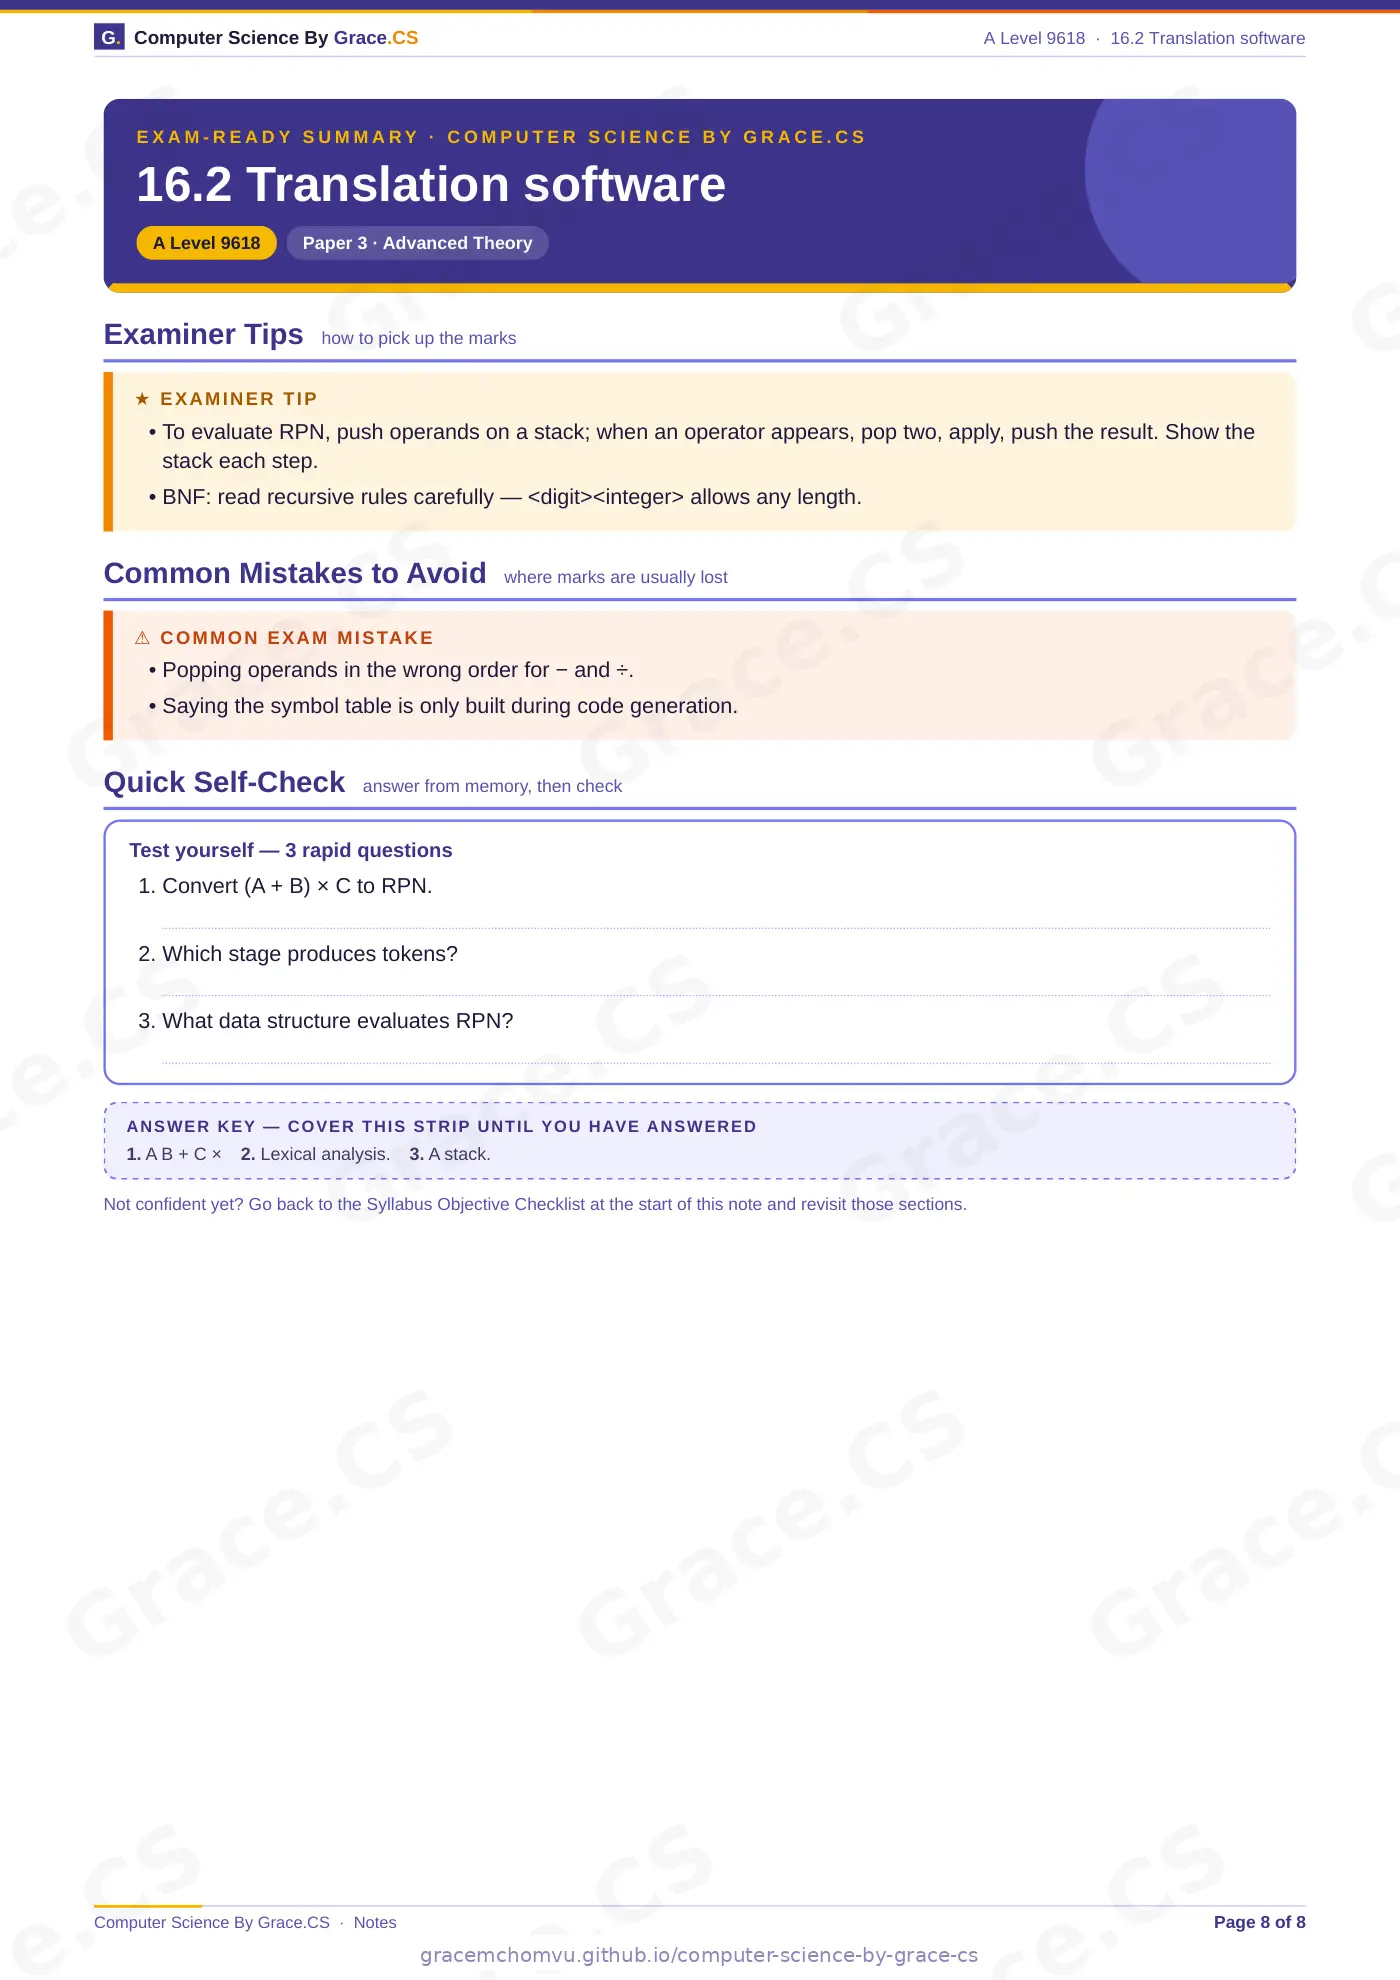 G. Computer Science By Grace.CS
A Level 9618 · 16.2 Translation software
EXAM-READY SUMMARY · COMPUTER SCIENCE BY GRACE.CS
16.2 Translation software
A Level 9618 Paper 3 · Advanced Theory
Examiner Tips how to pick up the marks
★ EXAMINER TIP
• To evaluate RPN, push operands on a stack; when an operator appears, pop two, apply, push the result. Show the
stack each step.
• BNF: read recursive rules carefully — <digit><integer> allows any length.
Common Mistakes to Avoid where marks are usually lost
⚠ COMMON EXAM MISTAKE
• Popping operands in the wrong order for − and ÷.
• Saying the symbol table is only built during code generation.
Quick Self-Check answer from memory, then check
Test yourself — 3 rapid questions
1. Convert (A + B) × C to RPN.
2. Which stage produces tokens?
3. What data structure evaluates RPN?
ANSWER KEY — COVER THIS STRIP UNTIL YOU HAVE ANSWERED
1. A B + C × 2. Lexical analysis. 3. A stack.
Not confident yet? Go back to the Syllabus Objective Checklist at the start of this note and revisit those sections.
Computer Science By Grace.CS · Notes
Page 8 of 8
gracemchomvu.github.io/computer-science-by-grace-cs